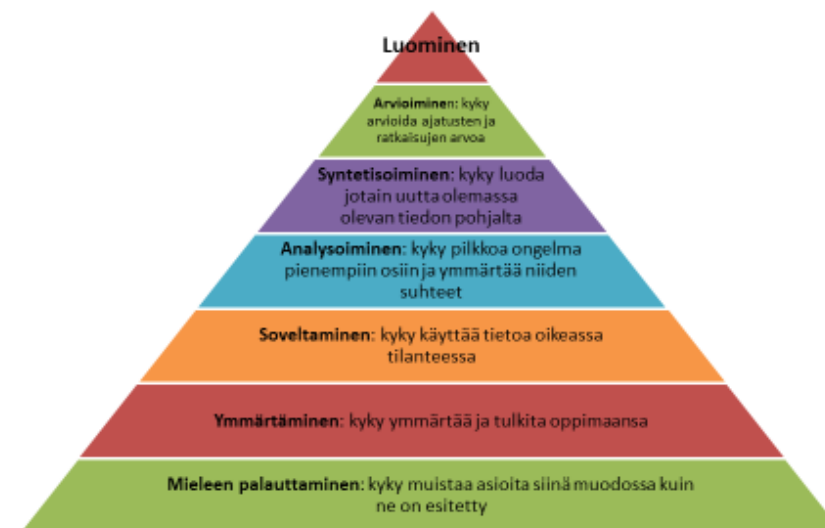 Luominen
Arvioiminen: kyky
arvioida ajatusten ja
ratkaisujen arvoa
Syntetisoiminen: kyky luoda
jotain uutta olemassa
olevan tiedon pohjalta
Analysoiminen: kyky pilkkoa ongelma
pienempiin osiin ja ymmärtää niiden
suhteet
Soveltaminen: kyky käyttää tietoa oikeassa
tilanteessa
Ymmärtäminen: kyky ymmärtää ja tulkita oppimaansa
Mieleen palauttaminen: kyky muistaa asioita siinä muodossa kuin
ne on esitetty